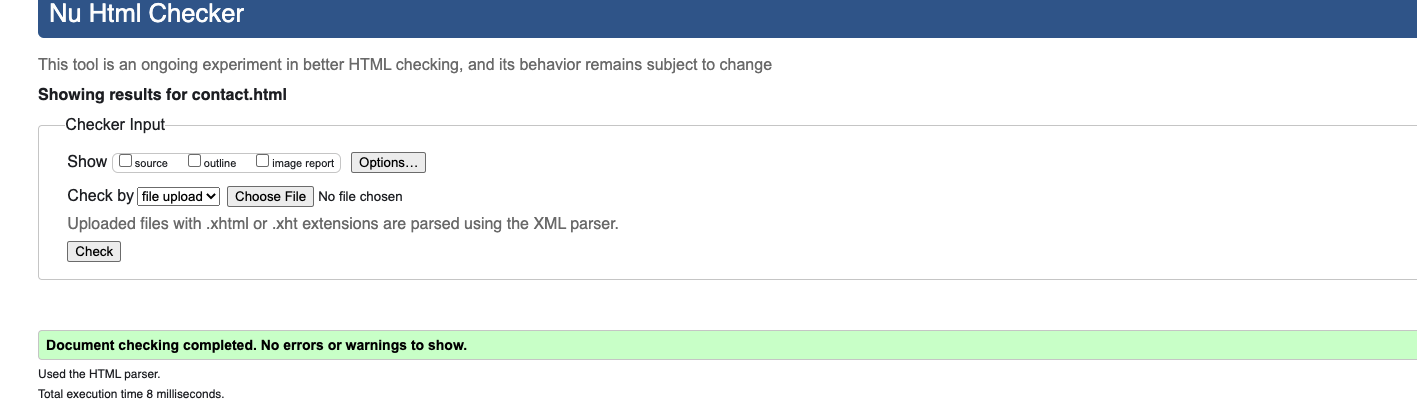 Nu Html Checker
This tool is an ongoing experiment in better HTML checking, and its behavior remains subject to change
Showing results for contact.html
Checker Input
Show source outline image report Options...
Check by file upload Choose File No file chosen
Uploaded files with .xhtml or .xht extensions are parsed using the XML parser.
Check
Document checking completed. No errors or warnings to show.
Used the HTML parser.
Total execution time 8 milliseconds.